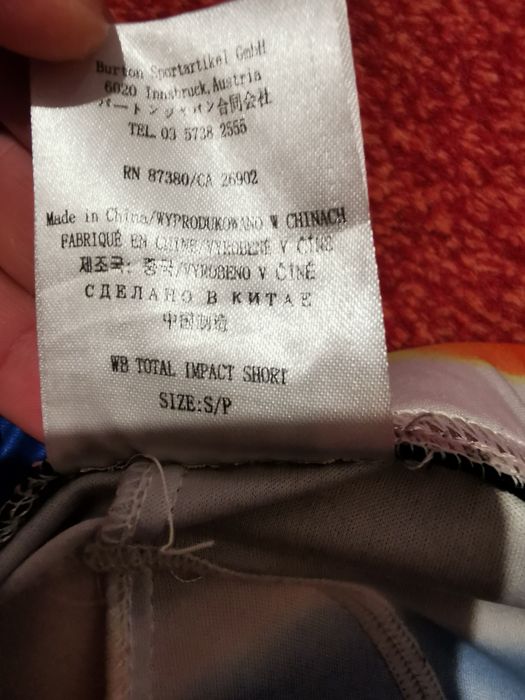 Burton Sportartikel GmbH
6020 Innsbruck, Austria
バートンジャパン合同会社
TEL. 03 5738 2555
RN 87380/CA 26902
Made in China/WYPRODUKOWANO W CHINACH
FABRIQUÉ EN CHINE/VYROBENÉ V ČÍNĚ
제조국: 중국/VYROBENO V ČÍNĚ
СДЕЛАНО В КИТАЕ
中国制造
WB TOTAL IMPACT SHORT
SIZE:S/P